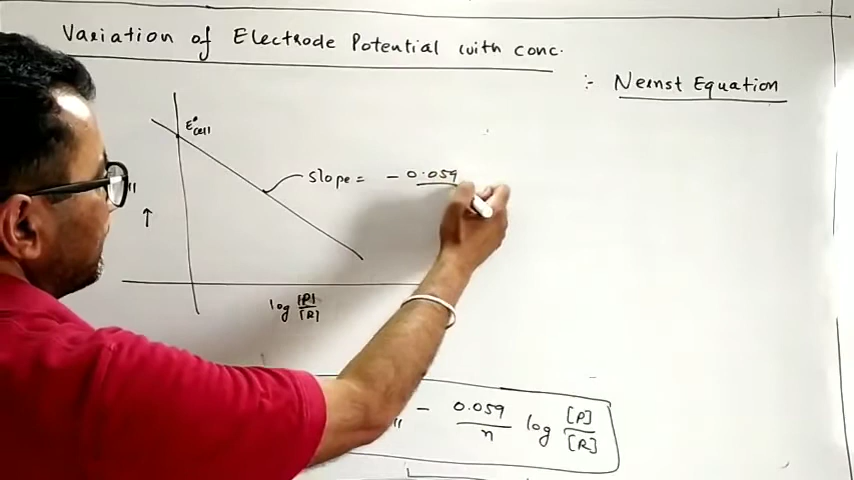 Variation of Electrode Potential with conc.
:- Nernst Equation
E°cell
slope = - 0.059
↑
log [P]/[R]
- 0.059/n log [P]/[R]